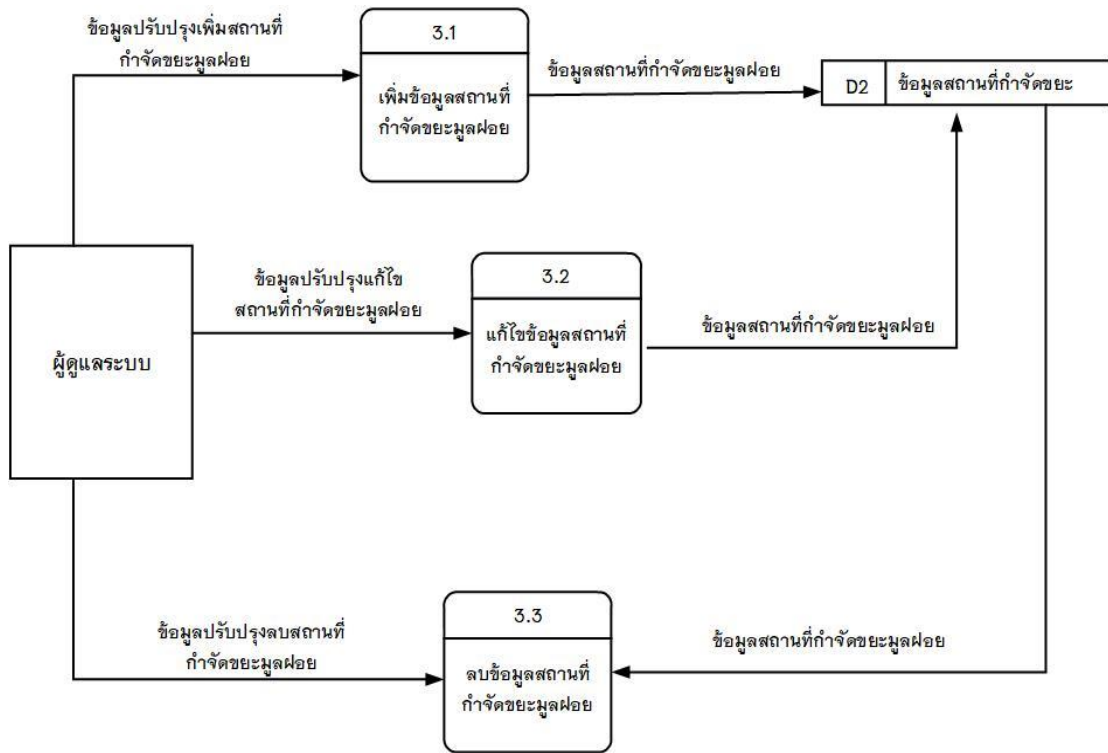 ข้อมูลปรับปรุงเพิ่มสถานที่
กำจัดขยะมูลฝอย
3.1
เพิ่มข้อมูลสถานที่
กำจัดขยะมูลฝอย
ข้อมูลสถานที่กำจัดขยะมูลฝอย
D2
ข้อมูลสถานที่กำจัดขยะ
ผู้ดูแลระบบ
ข้อมูลปรับปรุงแก้ไข
สถานที่กำจัดขยะมูลฝอย
3.2
แก้ไขข้อมูลสถานที่
กำจัดขยะมูลฝอย
ข้อมูลสถานที่กำจัดขยะมูลฝอย
ข้อมูลปรับปรุงลบสถานที่
กำจัดขยะมูลฝอย
3.3
ลบข้อมูลสถานที่
กำจัดขยะมูลฝอย
ข้อมูลสถานที่กำจัดขยะมูลฝอย